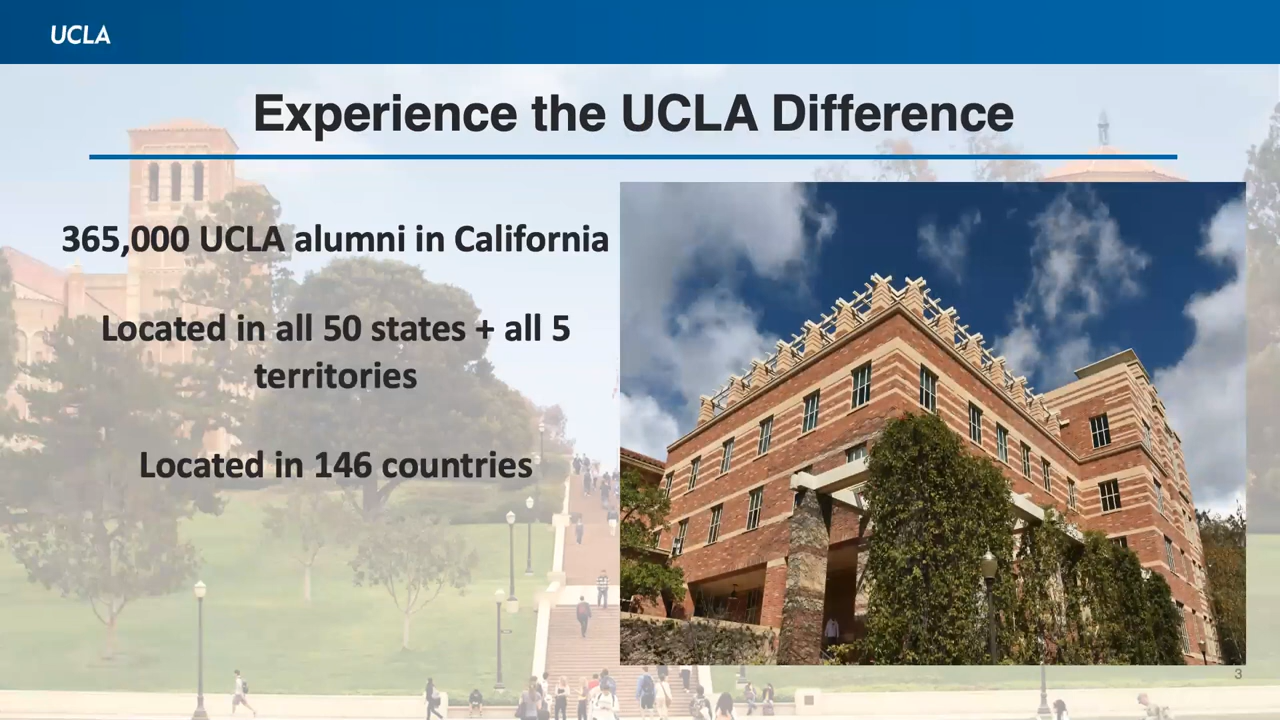 UCLA
Experience the UCLA Difference
365,000 UCLA alumni in California
Located in all 50 states + all 5
territories
Located in 146 countries
3